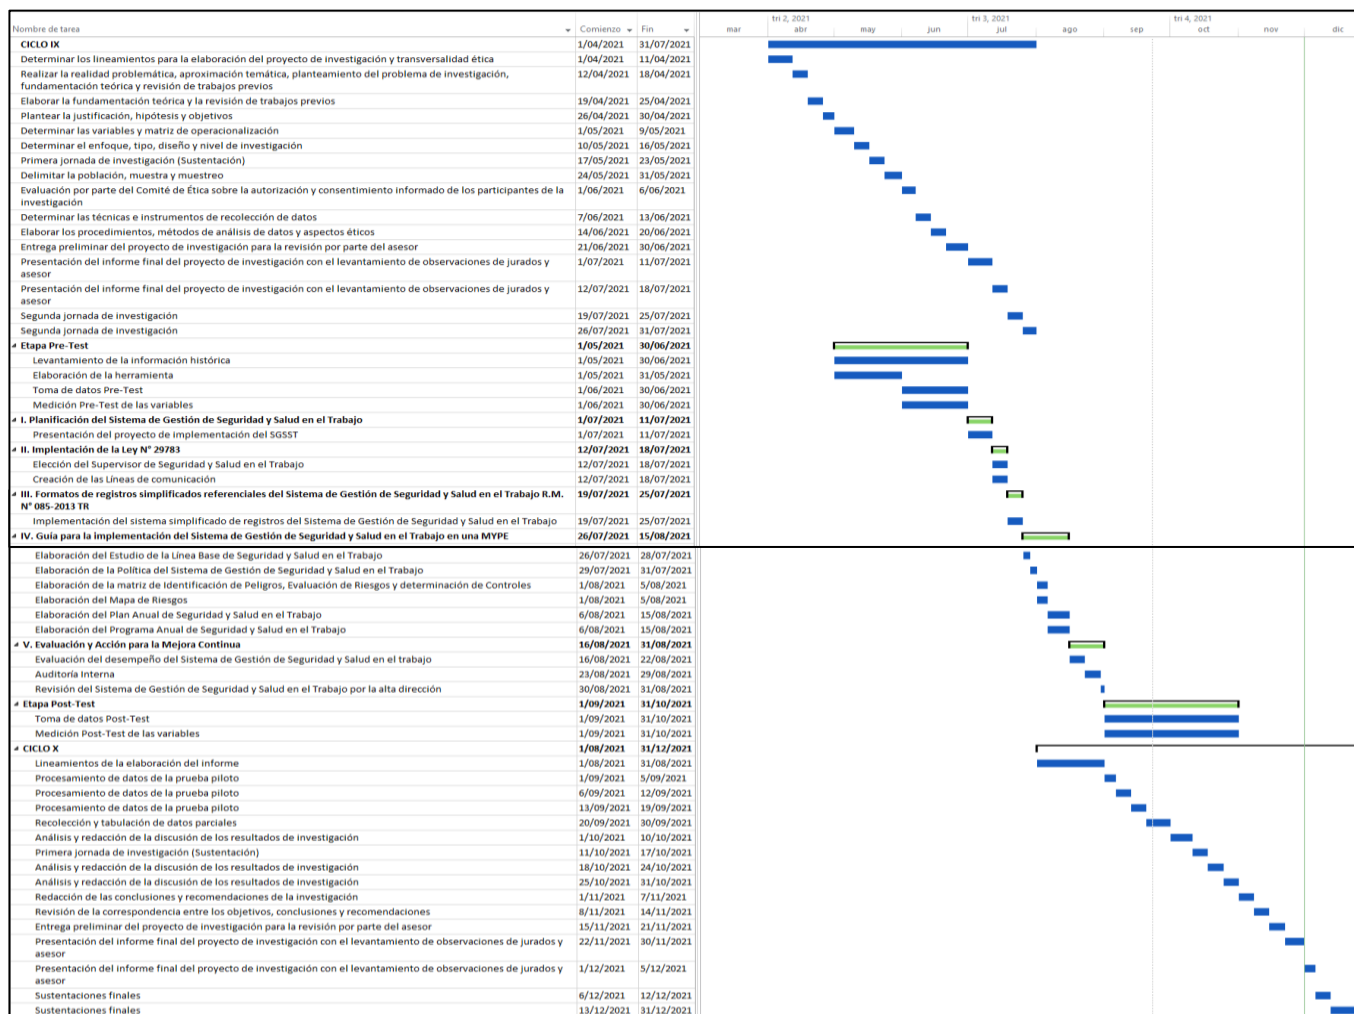 tri 2, 2021 tri 3, 2021 tri 4, 2021
Nombre de tarea Comienzo Fin mar abr may jun jul ago sep oct nov dic
CICLO IX 1/04/2021 31/07/2021
Determinar los lineamientos para la elaboración del proyecto de investigación y transversalidad ética 1/04/2021 11/04/2021
Realizar la realidad problemática, aproximación temática, planteamiento del problema de investigación, 12/04/2021 18/04/2021
fundamentación teórica y revisión de trabajos previos
Elaborar la fundamentación teórica y la revisión de trabajos previos 19/04/2021 25/04/2021
Plantear la justificación, hipótesis y objetivos 26/04/2021 30/04/2021
Determinar las variables y matriz de operacionalización 1/05/2021 9/05/2021
Determinar el enfoque, tipo, diseño y nivel de investigación 10/05/2021 16/05/2021
Primera jornada de investigación (Sustentación) 17/05/2021 23/05/2021
Delimitar la población, muestra y muestreo 24/05/2021 31/05/2021
Evaluación por parte del Comité de Ética sobre la autorización y consentimiento informado de los participantes de la 1/06/2021 6/06/2021
investigación
Determinar las técnicas e instrumentos de recolección de datos 7/06/2021 13/06/2021
Elaborar los procedimientos, métodos de análisis de datos y aspectos éticos 14/06/2021 20/06/2021
Entrega preliminar del proyecto de investigación para la revisión por parte del asesor 21/06/2021 30/06/2021
Presentación del informe final del proyecto de investigación con el levantamiento de observaciones de jurados y 1/07/2021 11/07/2021
asesor
Presentación del informe final del proyecto de investigación con el levantamiento de observaciones de jurados y 12/07/2021 18/07/2021
asesor
Segunda jornada de investigación 19/07/2021 25/07/2021
Segunda jornada de investigación 26/07/2021 31/07/2021
Etapa Pre-Test 1/05/2021 30/06/2021
Levantamiento de la información histórica 1/05/2021 30/06/2021
Elaboración de la herramienta 1/05/2021 31/05/2021
Toma de datos Pre-Test 1/06/2021 30/06/2021
Medición Pre-Test de las variables 1/06/2021 30/06/2021
I. Planificación del Sistema de Gestión de Seguridad y Salud en el Trabajo 1/07/2021 11/07/2021
Presentación del proyecto de implementación del SGSST 1/07/2021 11/07/2021
II. Implentación de la Ley N° 29783 12/07/2021 18/07/2021
Elección del Supervisor de Seguridad y Salud en el Trabajo 12/07/2021 18/07/2021
Creación de las Líneas de comunicación 12/07/2021 18/07/2021
III. Formatos de registros simplificados referenciales del Sistema de Gestión de Seguridad y Salud en el Trabajo R.M. 19/07/2021 25/07/2021
N° 085-2013 TR
Implementación del sistema simplificado de registros del Sistema de Gestión de Seguridad y Salud en el Trabajo 19/07/2021 25/07/2021
IV. Guía para la implementación del Sistema de Gestión de Seguridad y Salud en el Trabajo en una MYPE 26/07/2021 15/08/2021
Elaboración del Estudio de la Línea Base de Seguridad y Salud en el Trabajo 26/07/2021 28/07/2021
Elaboración de la Política del Sistema de Gestión de Seguridad y Salud en el Trabajo 29/07/2021 31/07/2021
Elaboración de la matriz de Identificación de Peligros, Evaluación de Riesgos y determinación de Controles 1/08/2021 5/08/2021
Elaboración del Mapa de Riesgos 1/08/2021 5/08/2021
Elaboración del Plan Anual de Seguridad y Salud en el Trabajo 6/08/2021 15/08/2021
Elaboración del Programa Anual de Seguridad y Salud en el Trabajo 6/08/2021 15/08/2021
V. Evaluación y Acción para la Mejora Continua 16/08/2021 31/08/2021
Evaluación del desempeño del Sistema de Gestión de Seguridad y Salud en el trabajo 16/08/2021 22/08/2021
Auditoría Interna 23/08/2021 29/08/2021
Revisión del Sistema de Gestión de Seguridad y Salud en el Trabajo por la alta dirección 30/08/2021 31/08/2021
Etapa Post-Test 1/09/2021 31/10/2021
Toma de datos Post-Test 1/09/2021 31/10/2021
Medición Post-Test de las variables 1/09/2021 31/10/2021
CICLO X 1/08/2021 31/12/2021
Lineamientos de la elaboración del informe 1/08/2021 31/08/2021
Procesamiento de datos de la prueba piloto 1/09/2021 5/09/2021
Procesamiento de datos de la prueba piloto 6/09/2021 12/09/2021
Procesamiento de datos de la prueba piloto 13/09/2021 19/09/2021
Recolección y tabulación de datos parciales 20/09/2021 30/09/2021
Análisis y redacción de la discusión de los resultados de investigación 1/10/2021 10/10/2021
Primera jornada de investigación (Sustentación) 11/10/2021 17/10/2021
Análisis y redacción de la discusión de los resultados de investigación 18/10/2021 24/10/2021
Análisis y redacción de la discusión de los resultados de investigación 25/10/2021 31/10/2021
Redacción de las conclusiones y recomendaciones de la investigación 1/11/2021 7/11/2021
Revisión de la correspondencia entre los objetivos, conclusiones y recomendaciones 8/11/2021 14/11/2021
Entrega preliminar del proyecto de investigación para la revisión por parte del asesor 15/11/2021 21/11/2021
Presentación del informe final del proyecto de investigación con el levantamiento de observaciones de jurados y 22/11/2021 30/11/2021
asesor
Presentación del informe final del proyecto de investigación con el levantamiento de observaciones de jurados y 1/12/2021 5/12/2021
asesor
Sustentaciones finales 6/12/2021 12/12/2021
Sustentaciones finales 13/12/2021 31/12/2021